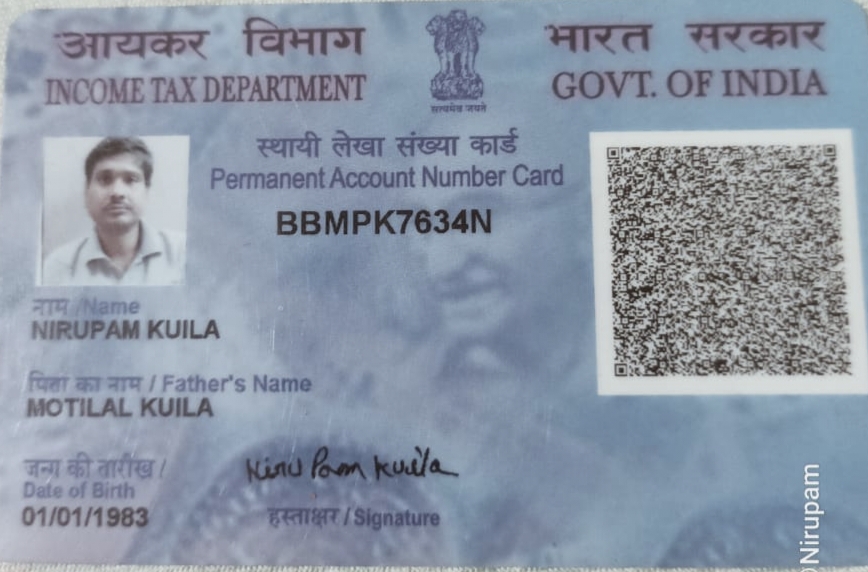 आयकर विभाग
INCOME TAX DEPARTMENT
सत्यमेव जयते
भारत सरकार
GOVT. OF INDIA
स्थायी लेखा संख्या कार्ड
Permanent Account Number Card
BBMPK7634N
नाम /Name
NIRUPAM KUILA
पिता का नाम / Father's Name
MOTILAL KUILA
जन्म की तारीख /
Date of Birth
01/01/1983
Niru Pam Kuila
हस्ताक्षर / Signature
Nirupam